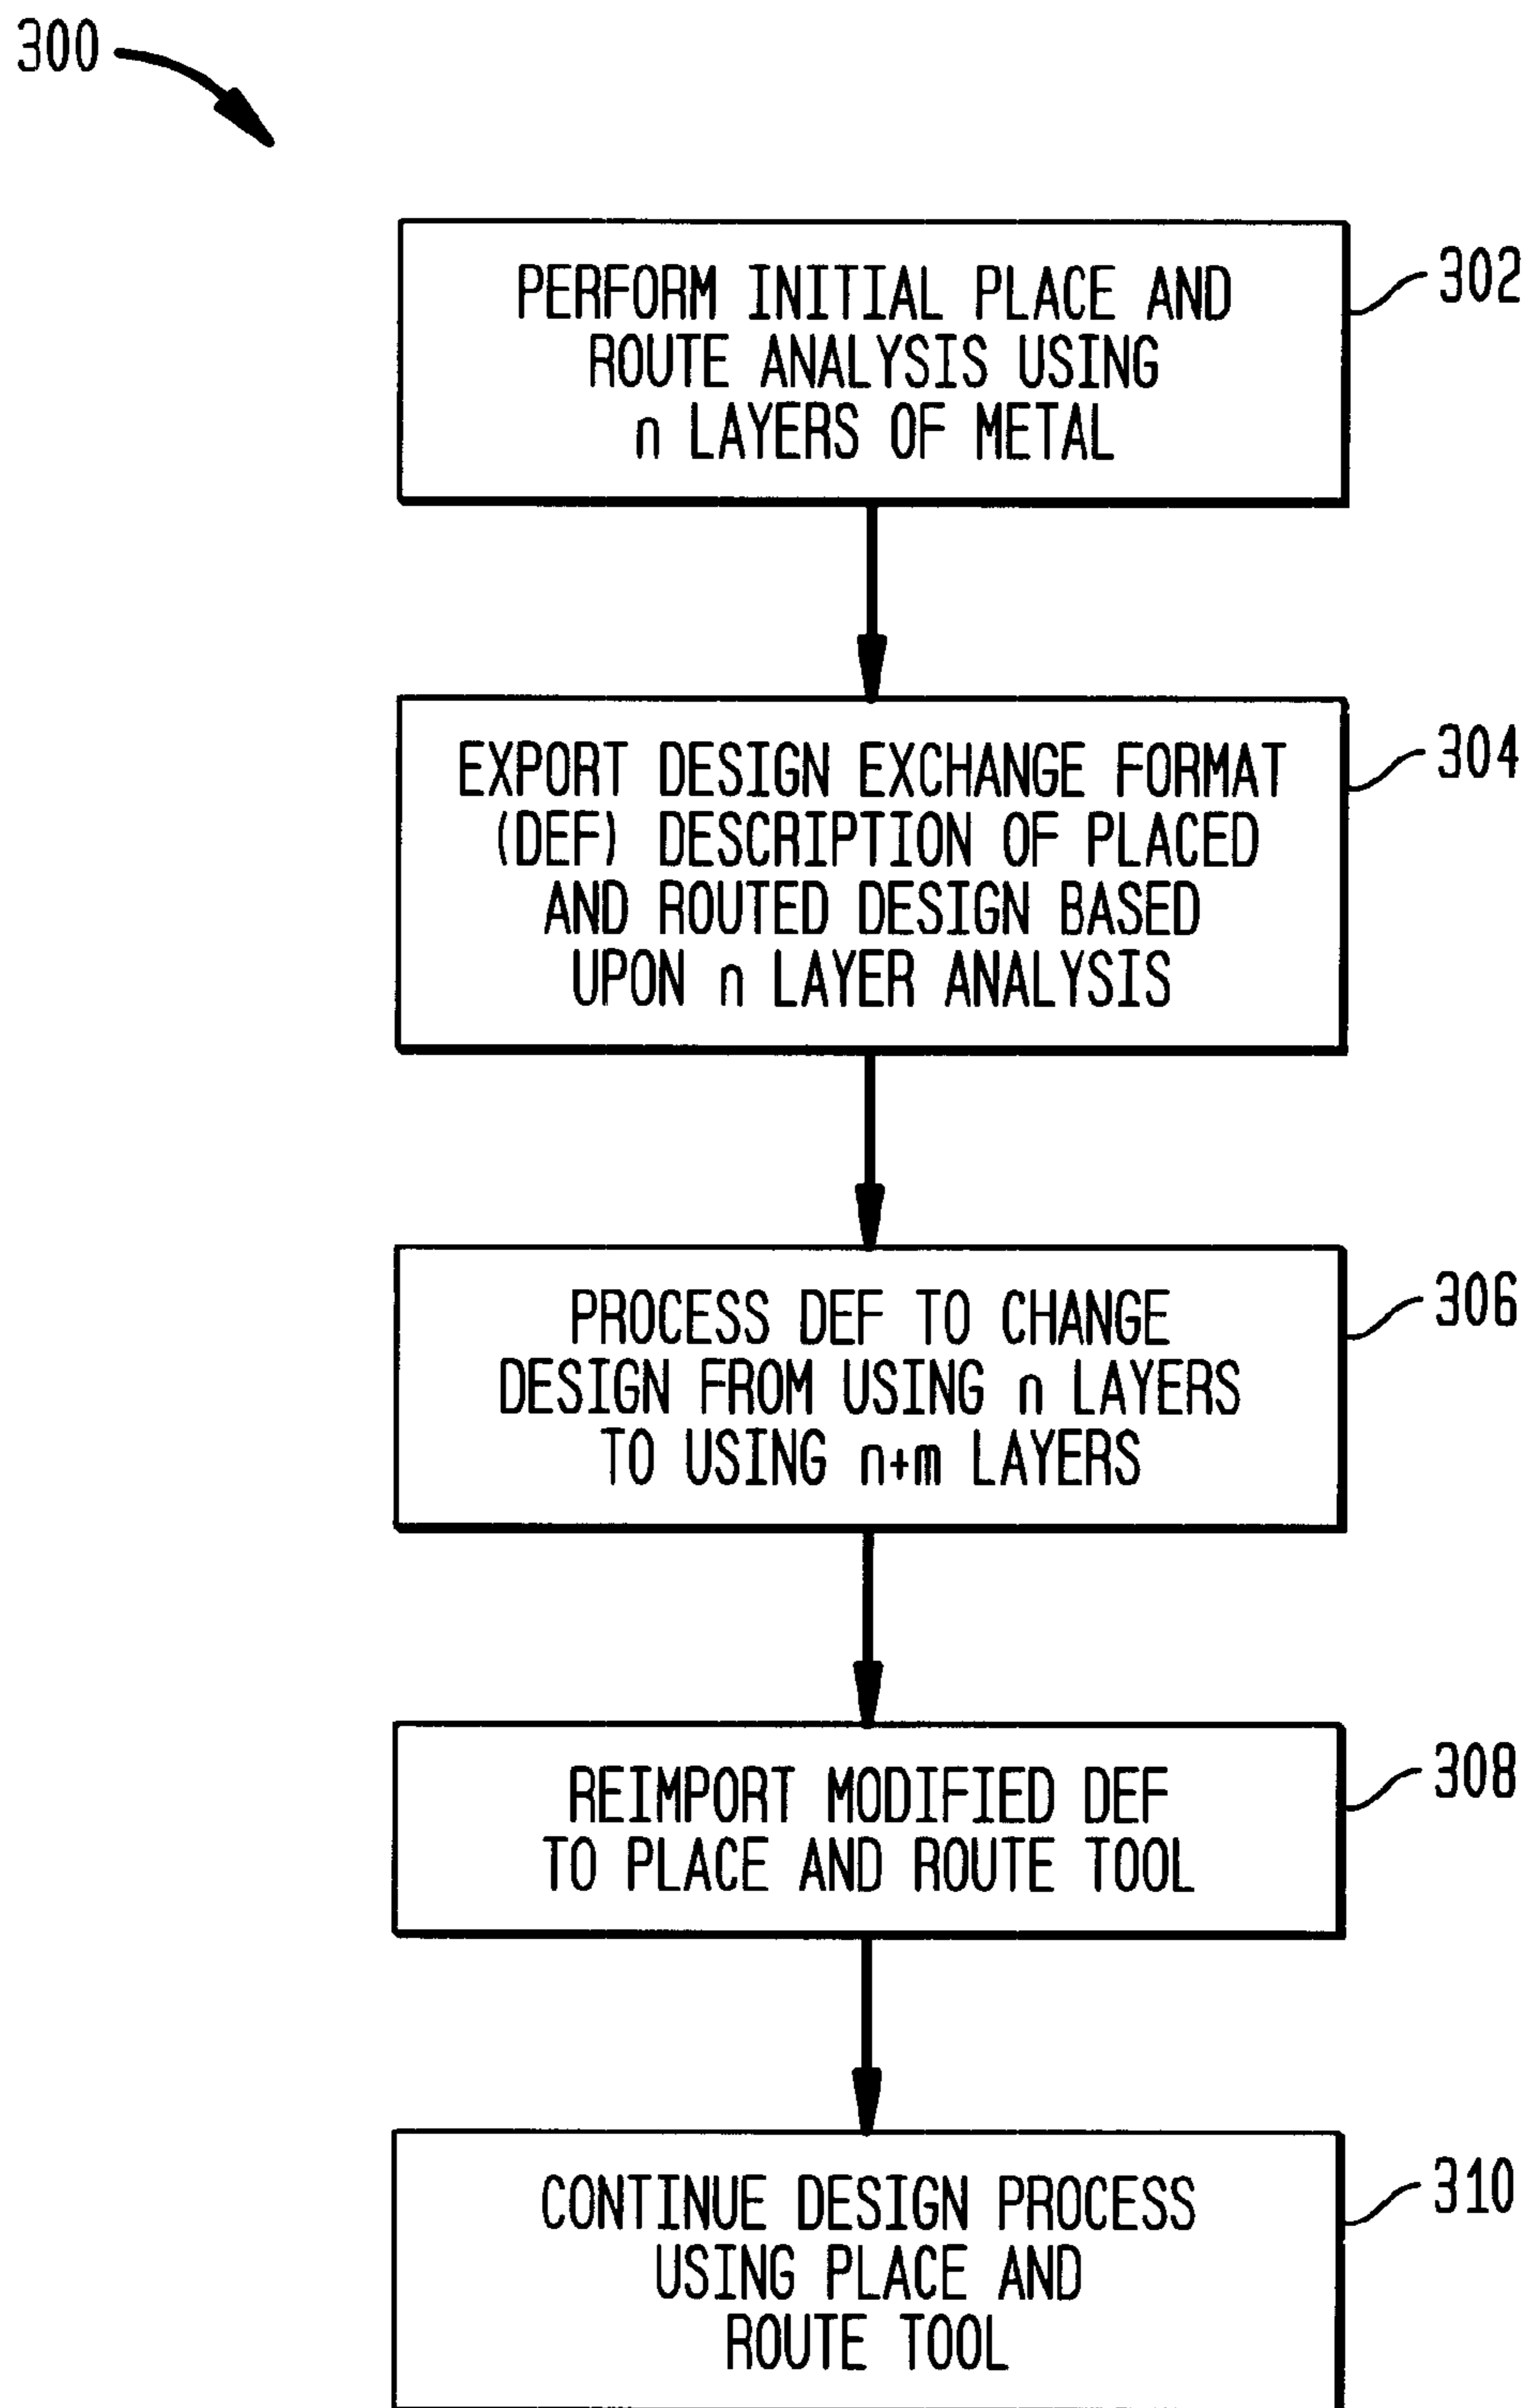 300
PERFORM INITIAL PLACE AND
ROUTE ANALYSIS USING
n LAYERS OF METAL
302
EXPORT DESIGN EXCHANGE FORMAT
(DEF) DESCRIPTION OF PLACED
AND ROUTED DESIGN BASED
UPON n LAYER ANALYSIS
304
PROCESS DEF TO CHANGE
DESIGN FROM USING n LAYERS
TO USING n+m LAYERS
306
REIMPORT MODIFIED DEF
TO PLACE AND ROUTE TOOL
308
CONTINUE DESIGN PROCESS
USING PLACE AND
ROUTE TOOL
310